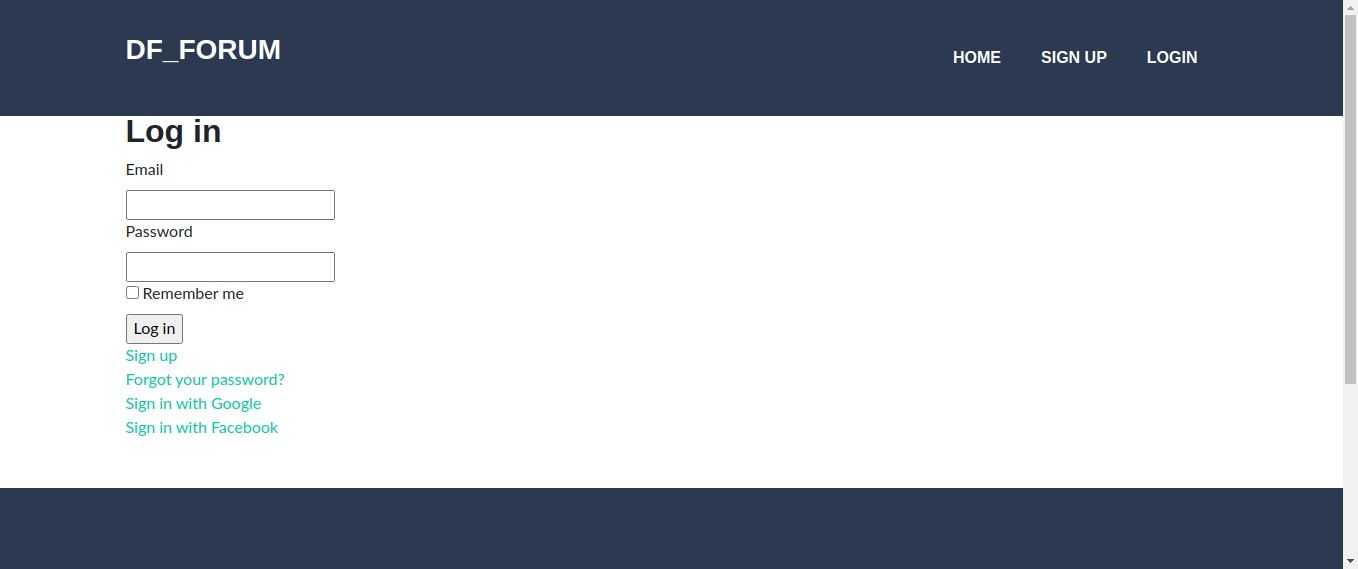 DF_FORUM
HOME SIGN UP LOGIN
Log in
Email
Password
Remember me
Log in
Sign up
Forgot your password?
Sign in with Google
Sign in with Facebook